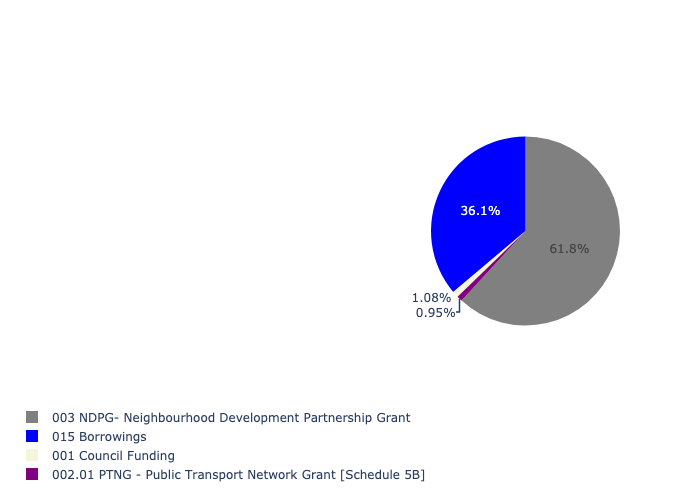 36.1%
61.8%
1.08%
0.95%
003 NDPG- Neighbourhood Development Partnership Grant
015 Borrowings
001 Council Funding
002.01 PTNG - Public Transport Network Grant [Schedule 5B]